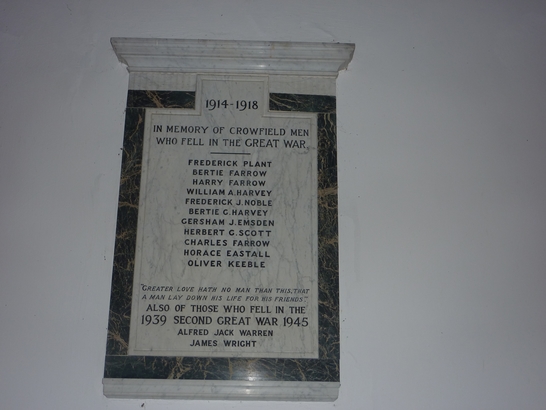 1914-1918
IN MEMORY OF CROWFIELD MEN
WHO FELL IN THE GREAT WAR.
FREDERICK PLANT
BERTIE FARROW
HARRY FARROW
WILLIAM A. HARVEY
FREDERICK J. NOBLE
BERTIE G. HARVEY
GERSHAM J. EMSDEN
HERBERT G. SCOTT
CHARLES FARROW
HORACE EASTALL
OLIVER KEEBLE
"GREATER LOVE HATH NO MAN THAN THIS, THAT
A MAN LAY DOWN HIS LIFE FOR HIS FRIENDS"
ALSO OF THOSE WHO FELL IN THE
1939 SECOND GREAT WAR 1945
ALFRED JACK WARREN
JAMES WRIGHT